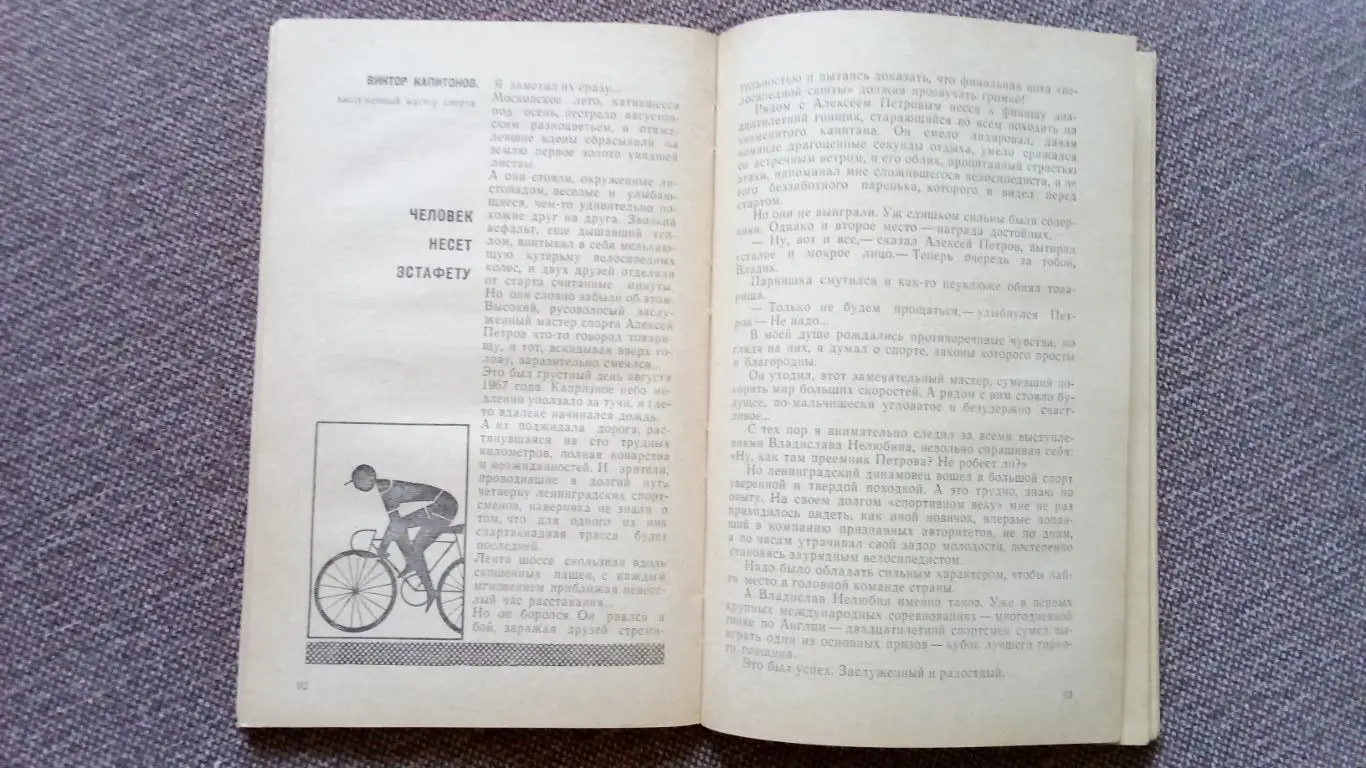 ВИКТОР КАПИТОНОВ,
заслуженный мастер спорта
ЧЕЛОВЕК
НЕСЕТ
ЭСТАФЕТУ
Я заметил их сразу...
Московское лето, катившееся
под осень, пестрело августов-
ским разноцветьем, и отяже-
левшие клены сбрасывали на
землю первое золото увявшей
листвы.
А они стояли, окруженные ли-
стопадом, веселые и улыбаю-
щиеся, чем-то удивительно по-
хожие друг на друга. Звонкий
асфальт, еще дышавший теп-
лом, впитывал в себя мелькаю-
щую кутерьму велосипедных
колес, и двух друзей отделяли
от старта считанные минуты.
Но они словно забыли об этом.
Высокий, русоволосый, заслу-
женный мастер спорта Алексей
Петров что-то говорил товари-
щу, а тот, вскидывая вверх го-
лову, заразительно смеялся...
Это был грустный день августа
1967 года. Капризное небо ме-
дленно уползало за тучи, и где-
то вдалеке начинался дождь.
А их поджидала дорога, рас-
тянувшаяся на сто трудных
километров, полная коварства
и неожиданностей. И зрители,
проводившие в долгий путь
четверку ленинградских спорт-
сменов, наверняка не знали о
том, что для одного из них
спартакиадная трасса будет
последней.
Лента шоссе скользила вдоль
скошенных пашен, с каждым
мгновением приближая невесе-
лый час расставания...
Но он боролся. Он рвался в
бой, заражая друзей стреми-
92
тельностью и пытаясь доказать, что финальная нота «ве-
лосипедной сюиты» должна прозвучать громко!
Рядом с Алексеем Петровым несся к финишу два-
дцатилетний гонщик, старающийся во всем походить на
знаменитого капитана. Он смело лидировал, давая
команде драгоценные секунды отдыха, умело сражался
со встречным ветром, и его облик, пропитанный страстью
атаки, напоминал мне сложившегося велосипедиста, а не
того беззаботного паренька, которого я видел перед
стартом.
Но они не выиграли. Уж слишком сильны были сопер-
ники. Однако и второе место — награда достойных.
— Ну, вот и все,— сказал Алексей Петров, вытирая
усталое и мокрое лицо.— Теперь очередь за тобой,
Владик.
Парнишка смутился и как-то неуклюже обнял това-
рища.
— Только не будем прощаться,— улыбнулся Пет-
ров — Не надо...
В моей душе рождались противоречивые чувства, но
глядя на них, я думал о спорте, законы которого просты
и благородны.
Он уходил, этот замечательный мастер, сумевший по-
корить мир больших скоростей. А рядом с ним стояло бу-
дущее, по-мальчишески угловатое и безудержно счаст-
ливое...
С тех пор я внимательно следил за всеми выступле-
ниями Владислава Нелюбина, невольно спрашивая себя:
«Ну, как там преемник Петрова? Не робеет ли?»
Но ленинградский динамовец вошел в большой спорт
уверенной и твердой походкой. А это трудно, знаю по
опыту. На своем долгом «спортивном веку» мне не раз
приходилось видеть, как иной новичок, впервые попав-
ший в компанию признанных авторитетов, не по дням,
а по часам утрачивал свой задор молодости, постепенно
становясь заурядным велосипедистом.
Надо было обладать сильным характером, чтобы най-
ти место в головной команде страны.
А Владислав Нелюбин именно таков. Уже в первых
крупных международных соревнованиях — многодневной
гонке по Англии — двадцатилетний спортсмен сумел вы-
играть один из основных призов — кубок лучшего горно-
го гонщика.
Это был успех. Заслуженный и радостный.
93